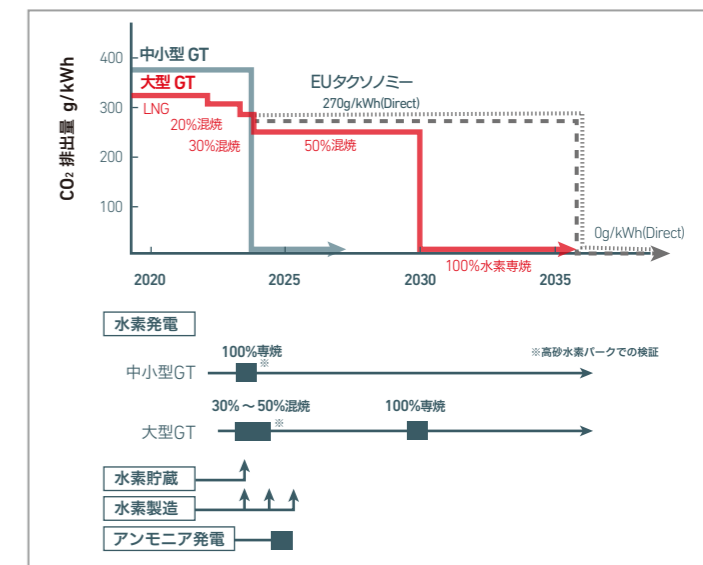 CO₂ 排出量 g/kWh
400
300
200
100
中小型 GT
大型 GT
LNG
20%混焼
30%混焼
50%混焼
EUタクソノミー
270g/kWh(Direct)
0g/kWh(Direct)
100%水素専焼
2020 2025 2030 2035
水素発電
100%専焼
※
※高砂水素パークでの検証
中小型GT
30%～50%混焼 100%専焼
※
大型GT
水素貯蔵
水素製造
アンモニア発電